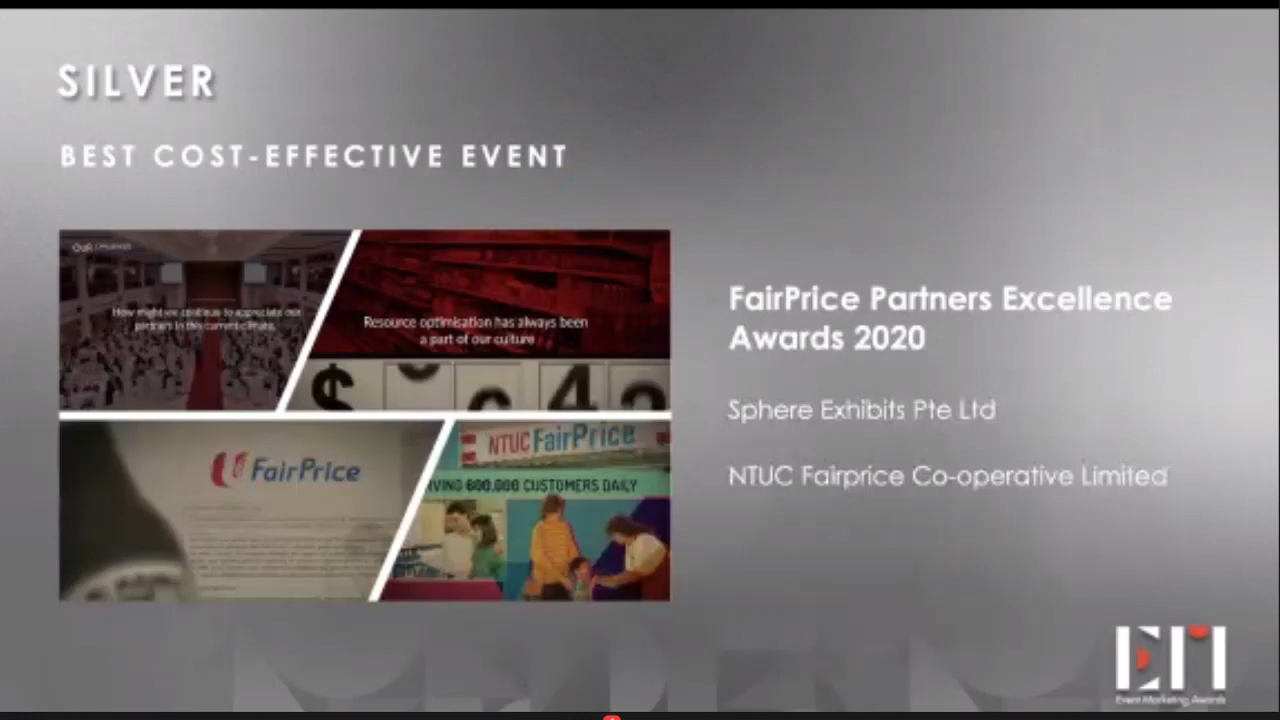 SILVER
BEST COST-EFFECTIVE EVENT
How might we continue to appreciate our
partners in this current climate.
Resource optimisation has always been
a part of our culture
$
4
FairPrice
NTUC FairPrice
VING 600,000 CUSTOMERS DAILY
FairPrice Partners Excellence
Awards 2020
Sphere Exhibits Pte Ltd
NTUC Fairprice Co-operative Limited
EM
Event Marketing Awards